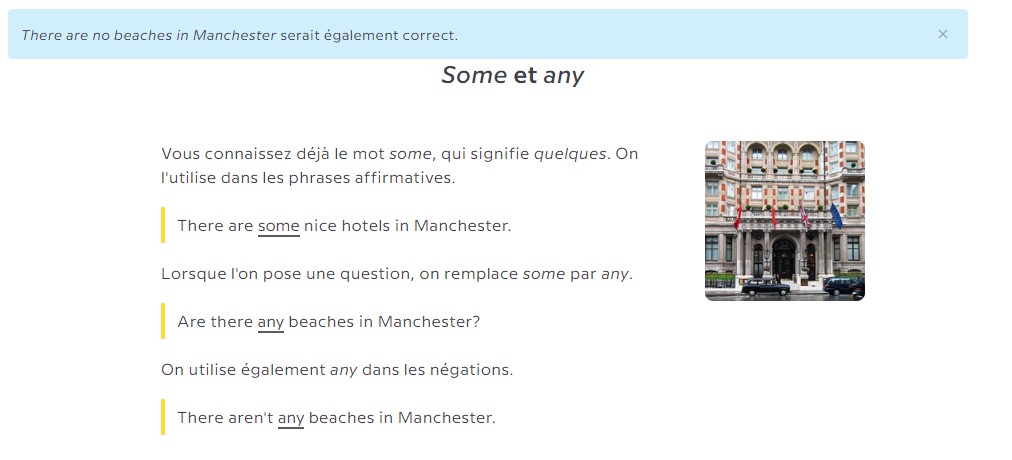 There are no beaches in Manchester serait également correct.
×
Some et any
Vous connaissez déjà le mot some, qui signifie quelques. On
l'utilise dans les phrases affirmatives.
There are some nice hotels in Manchester.
Lorsque l'on pose une question, on remplace some par any.
Are there any beaches in Manchester?
On utilise également any dans les négations.
There aren't any beaches in Manchester.